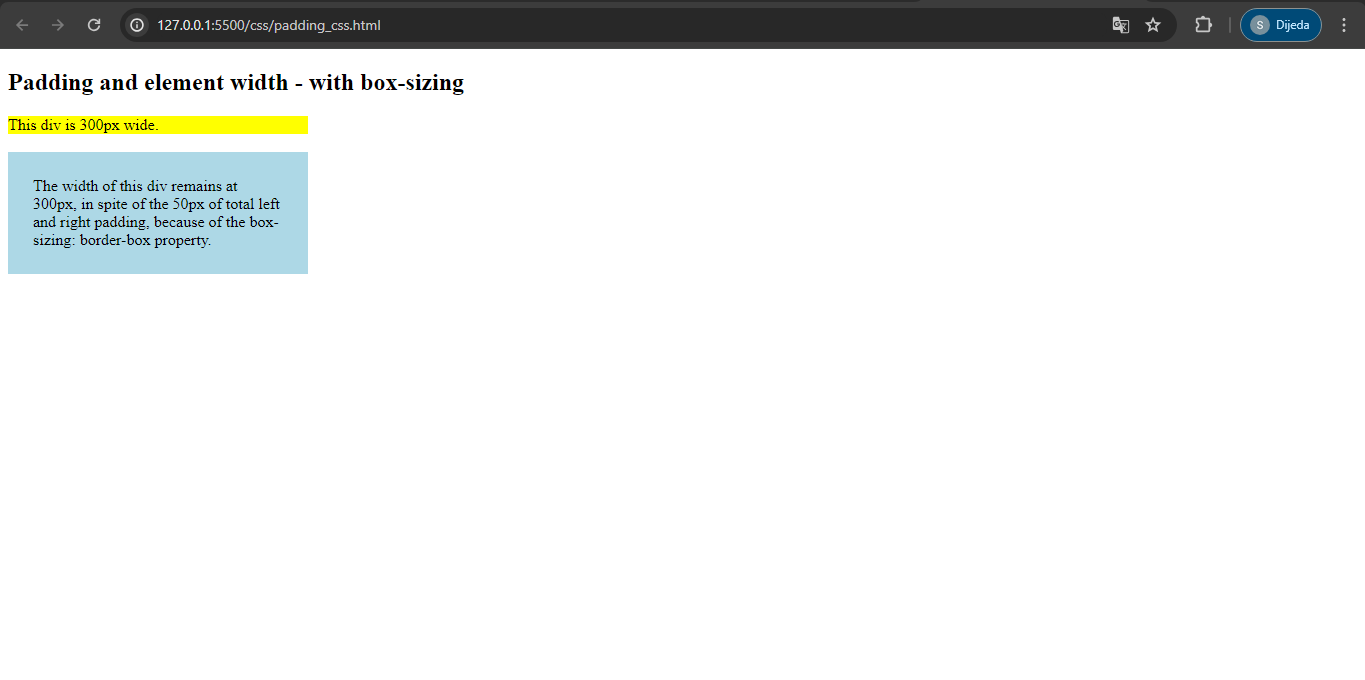 127.0.0.1:5500/css/padding_css.html
S Dijeda
Padding and element width - with box-sizing
This div is 300px wide.
The width of this div remains at
300px, in spite of the 50px of total left
and right padding, because of the box-
sizing: border-box property.